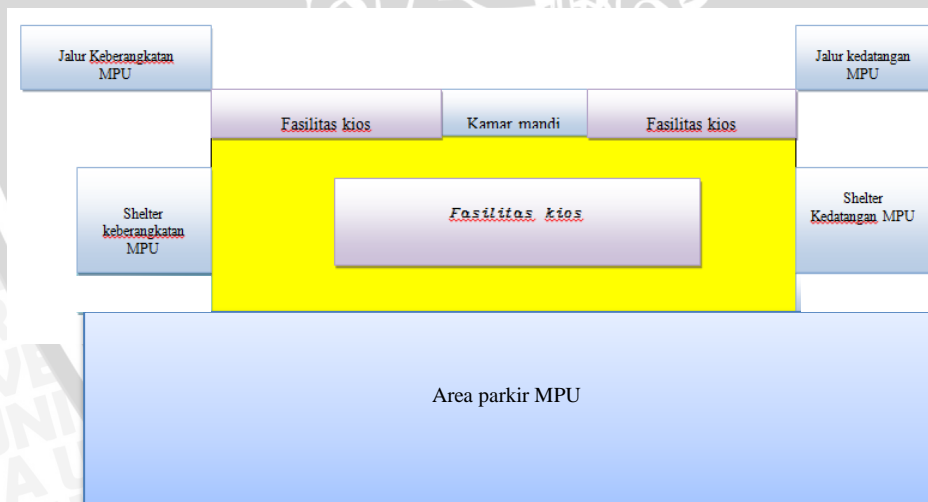 Jalur Keberangkatan
MPU
Jalur kedatangan
MPU
Fasilitas kios
Kamar mandi
Fasilitas kios
Shelter
keberangkatan
MPU
Fasilitas kios
Shelter
Kedatangan MPU
Area parkir MPU